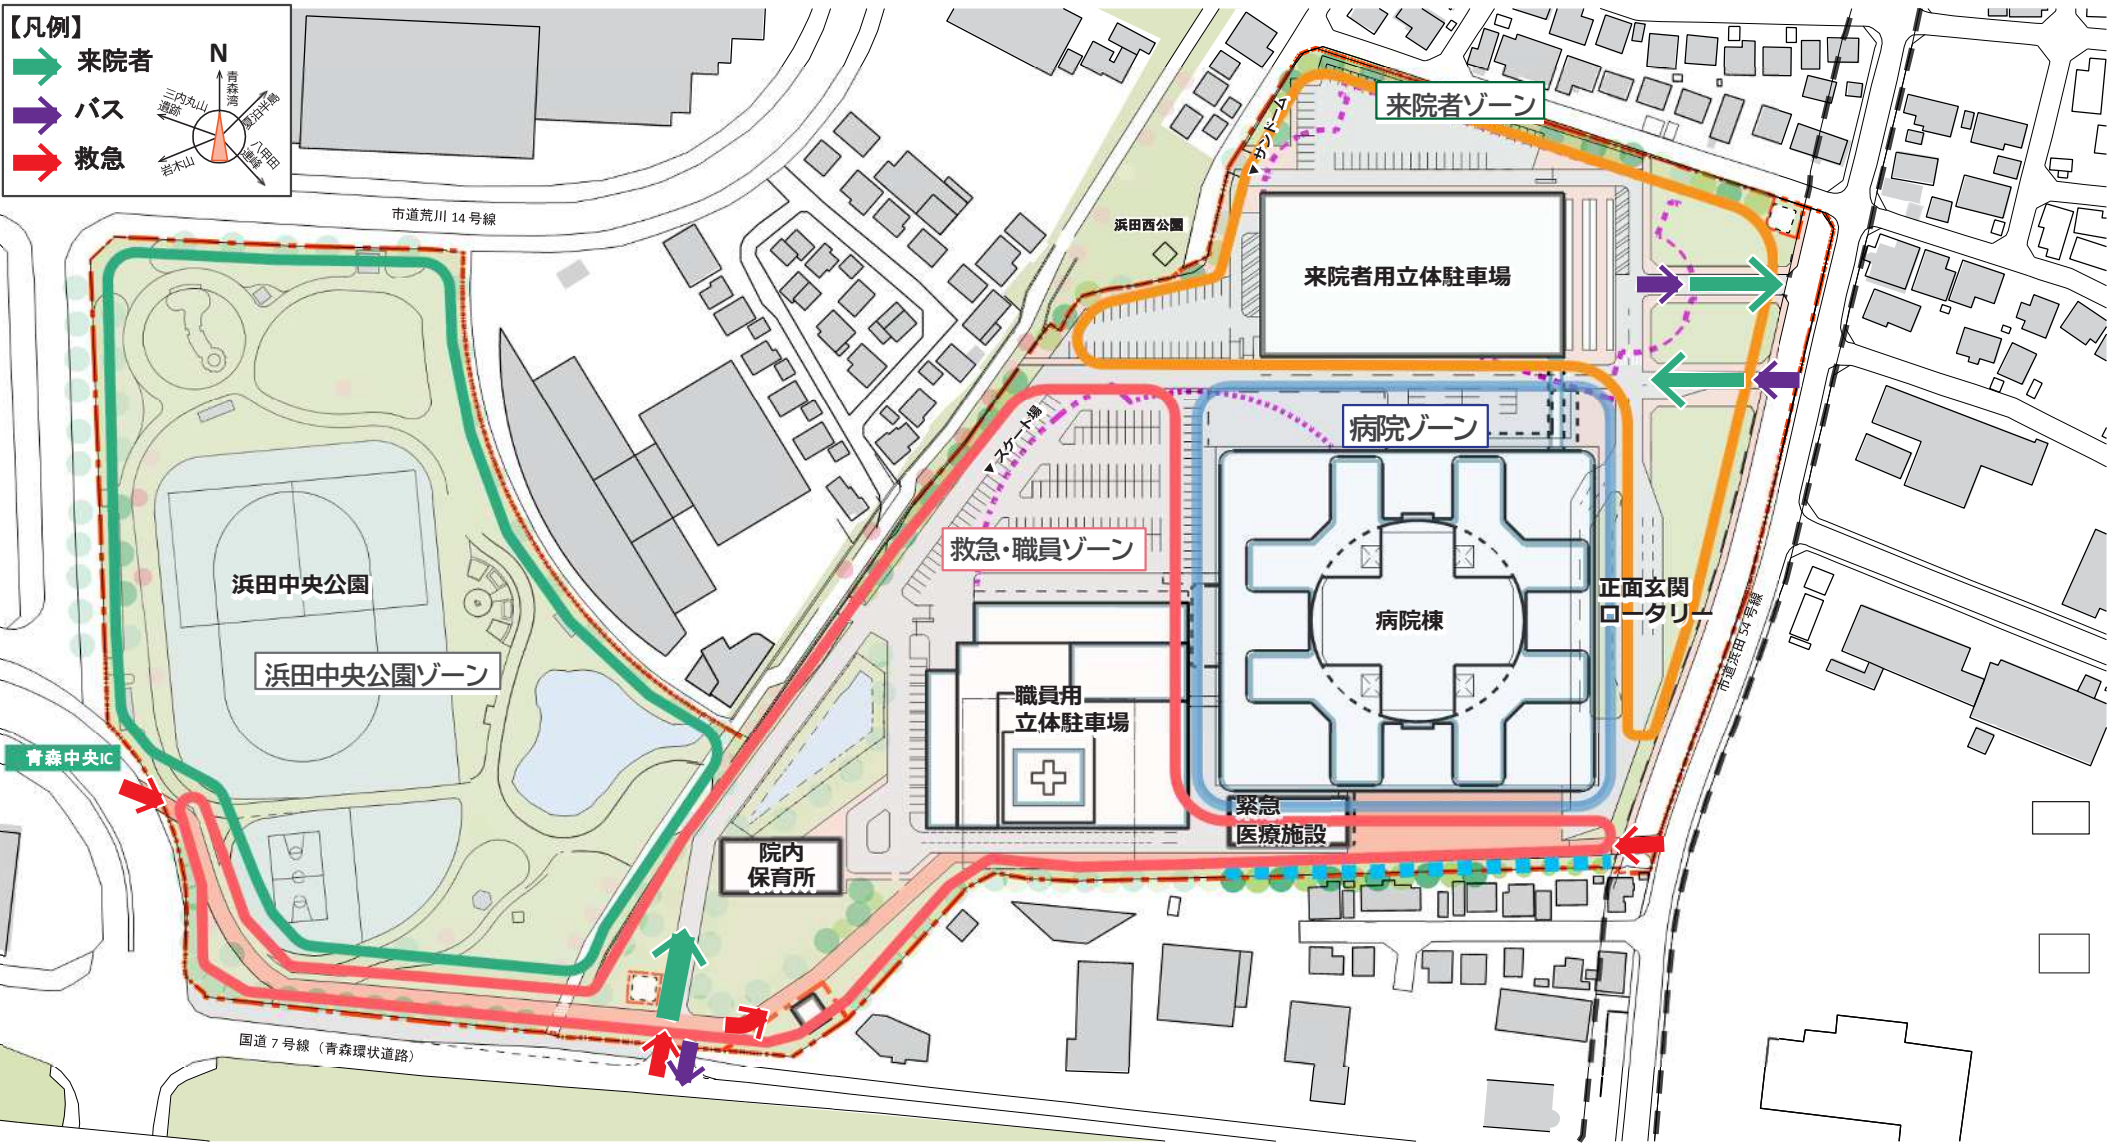 【凡例】
来院者
バス
救急
N
青森湾
夏泊半島
八甲田
連峰
岩木山
三内丸山
遺跡
市道荒川 14 号線
浜田西公園
▼サンドーム
来院者ゾーン
来院者用立体駐車場
病院ゾーン
▼スケート場
救急・職員ゾーン
浜田中央公園
浜田中央公園ゾーン
病院棟
正面玄関
ロータリー
市道浜田 54 号線
職員用
立体駐車場
青森中央IC
緊急
医療施設
院内
保育所
国道 7 号線（青森環状道路）